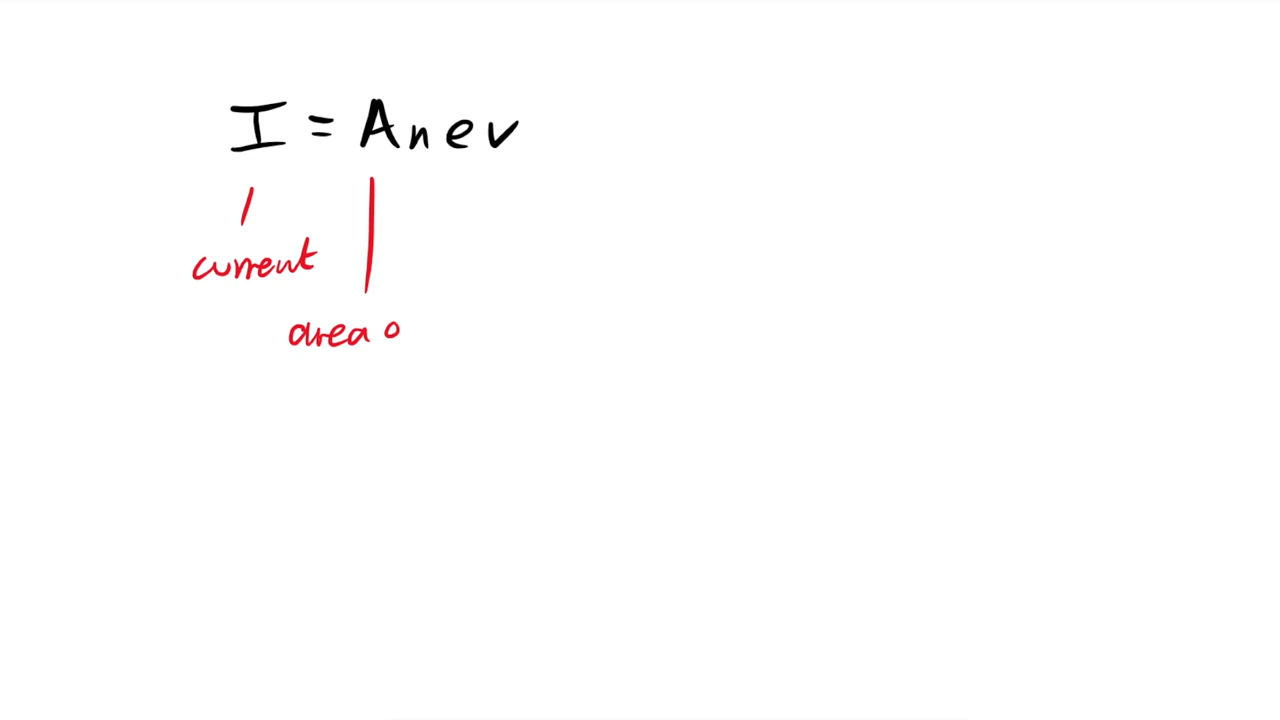 I = Anev
current
area o